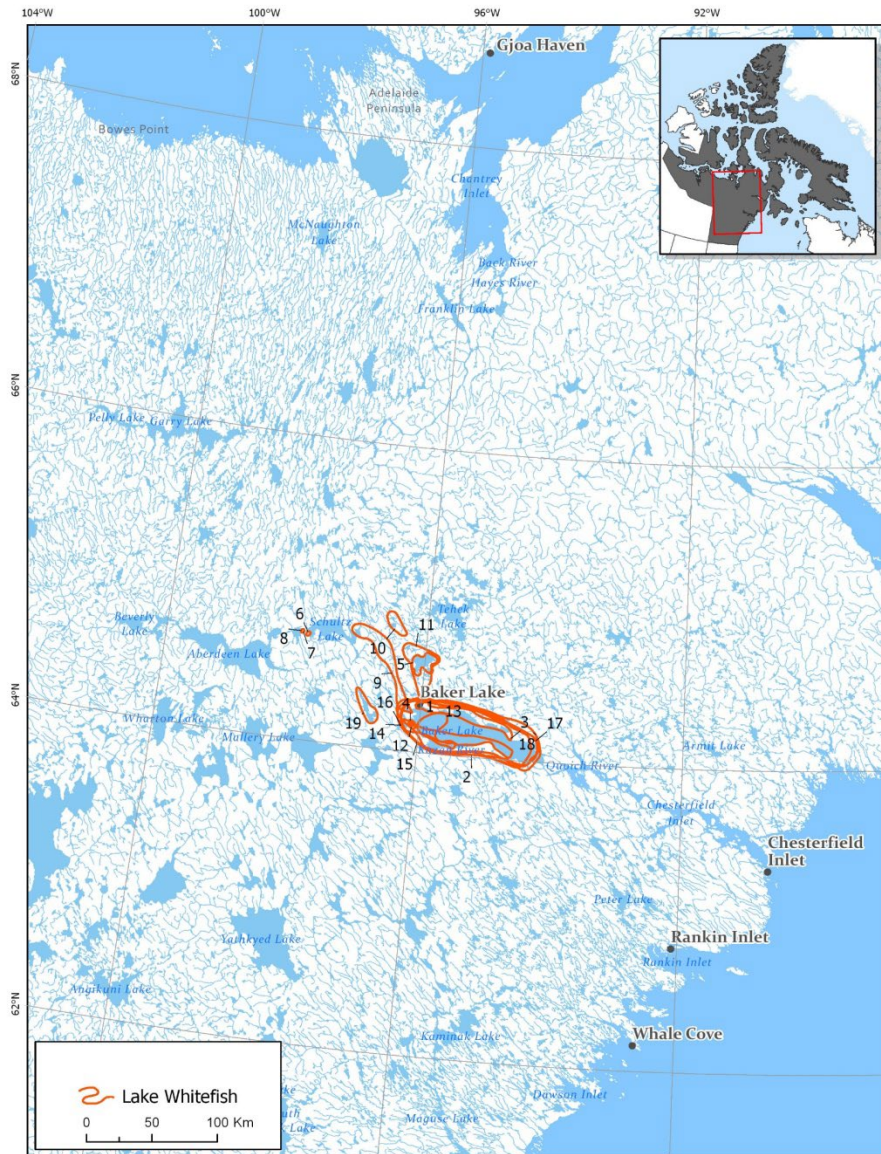 104°W
100°W
96°W
92°W
68°N
Gjoa Haven
Adelaide
Peninsula
Bowes Point
Chantrey
Inlet
McNaughton
Lake
Back River
Hayes River
Franklin Lake
66°N
Pelly Lake
Garry Lake
6
11
Tehek
Lake
Beverly
Lake
Schultz
Lake
8
7
10
Aberdeen Lake
5
9
64°N
Baker Lake
16
4
1
13
Wharton Lake
19
3
17
Mallery Lake
14
Baker Lake
18
Armit Lake
12
Kazan River
15
2
Quoich River
Chesterfield
Inlet
Chesterfield
Inlet
Peter Lake
Yathkyed Lake
Rankin Inlet
Rankin Inlet
62°N
Angikuni Lake
Kaminak Lake
Whale Cove
Dawson Inlet
Maguse Lake
Lake Whitefish
0 50 100 Km
Lake
uth
Lake